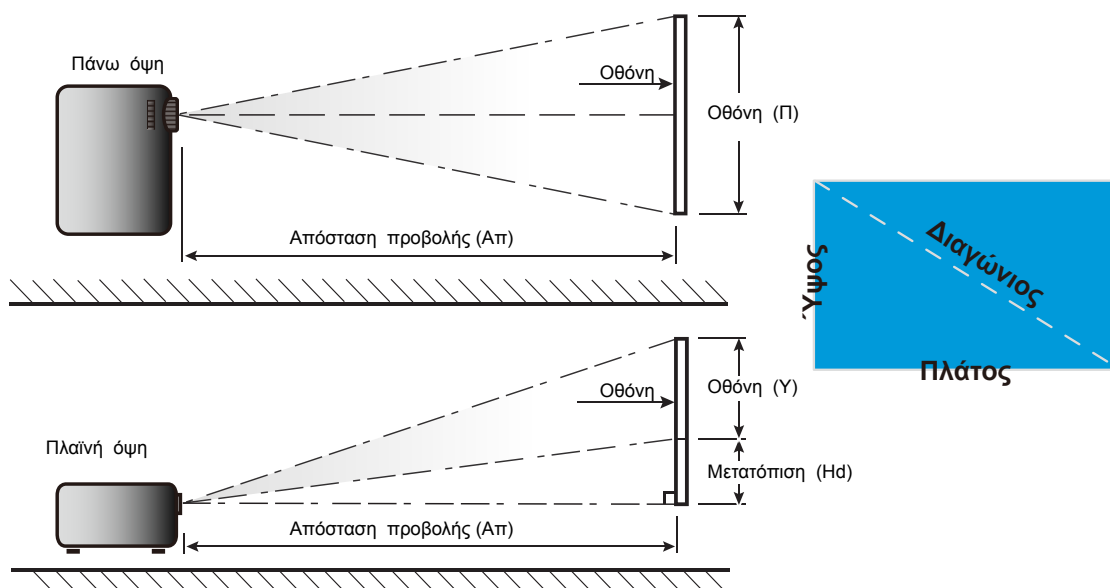 Πάνω όψη
Οθόνη
Οθόνη (Π)
Απόσταση προβολής (Απ)
Διαγώνιος
Ύψος
Πλάτος
Πλαϊνή όψη
Οθόνη
Οθόνη (Υ)
Μετατόπιση (Hd)
Απόσταση προβολής (Απ)